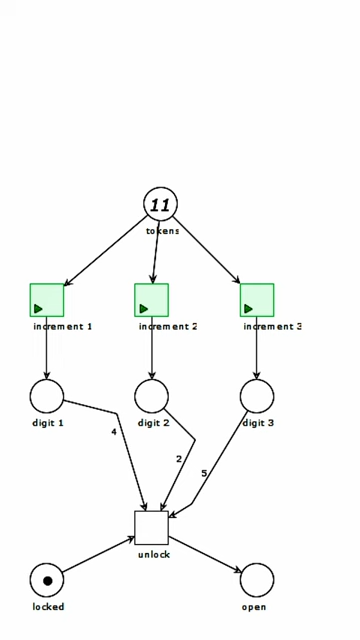 11
tokens
increment 1
increment 2
increment 3
digit 1
digit 2
digit 3
4
2
5
unlock
locked
open